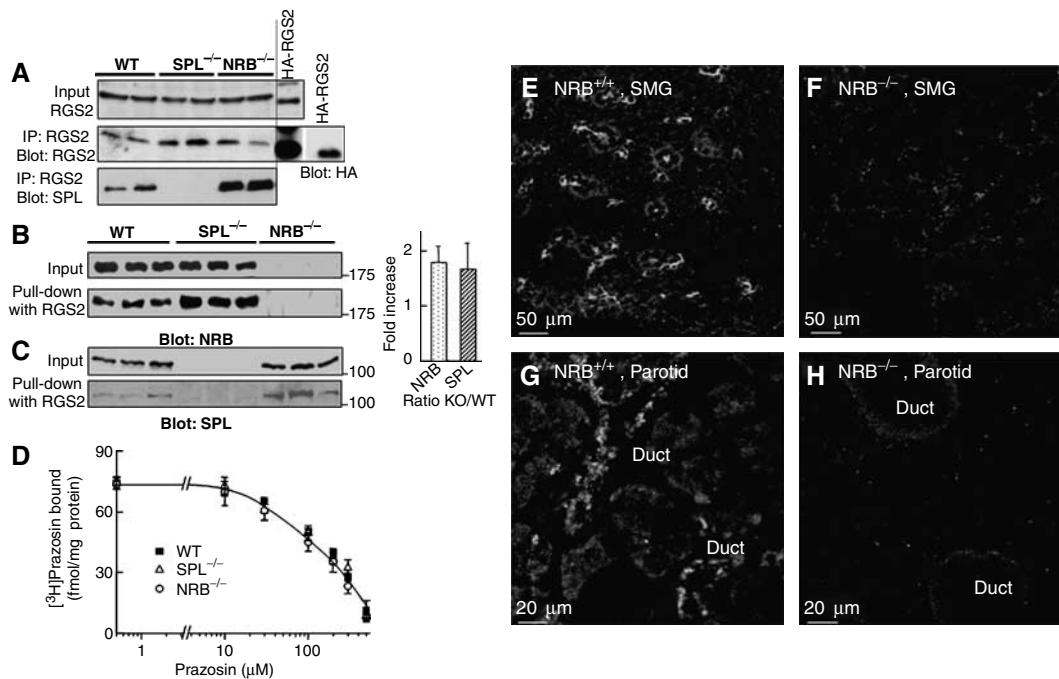 A
WT
SPL−/−
NRB−/−
HA-RGS2
HA-RGS2
Input
RGS2
IP: RGS2
Blot: RGS2
Blot: HA
IP: RGS2
Blot: SPL
B
WT
SPL−/−
NRB−/−
Input
175
Pull-down
with RGS2
175
Blot: NRB
C
Input
100
Pull-down
with RGS2
100
Blot: SPL
Fold increase
2
1
0
NRB
SPL
Ratio KO/WT
D
[3H]Prazosin bound
(fmol/mg protein)
90
60
30
0
WT
SPL−/−
NRB−/−
1
10
100
Prazosin (μM)
E NRB+/+, SMG
50 μm
F NRB−/−, SMG
50 μm
G NRB+/+, Parotid
Duct
Duct
20 μm
H NRB−/−, Parotid
Duct
Duct
20 μm